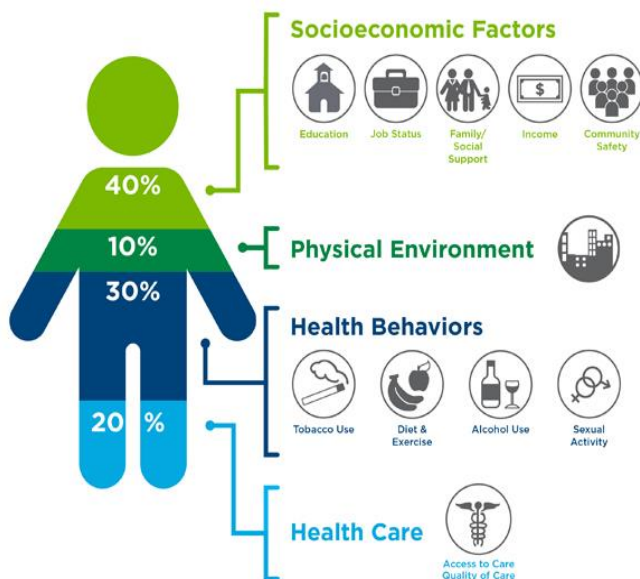 Socioeconomic Factors
$
Education
Job Status
Family/
Social
Support
Income
Community
Safety
40%
10%
Physical Environment
30%
Health Behaviors
Tobacco Use
Diet &
Exercise
Alcohol Use
Sexual
Activity
20 %
Health Care
Access to Care
Quality of Care